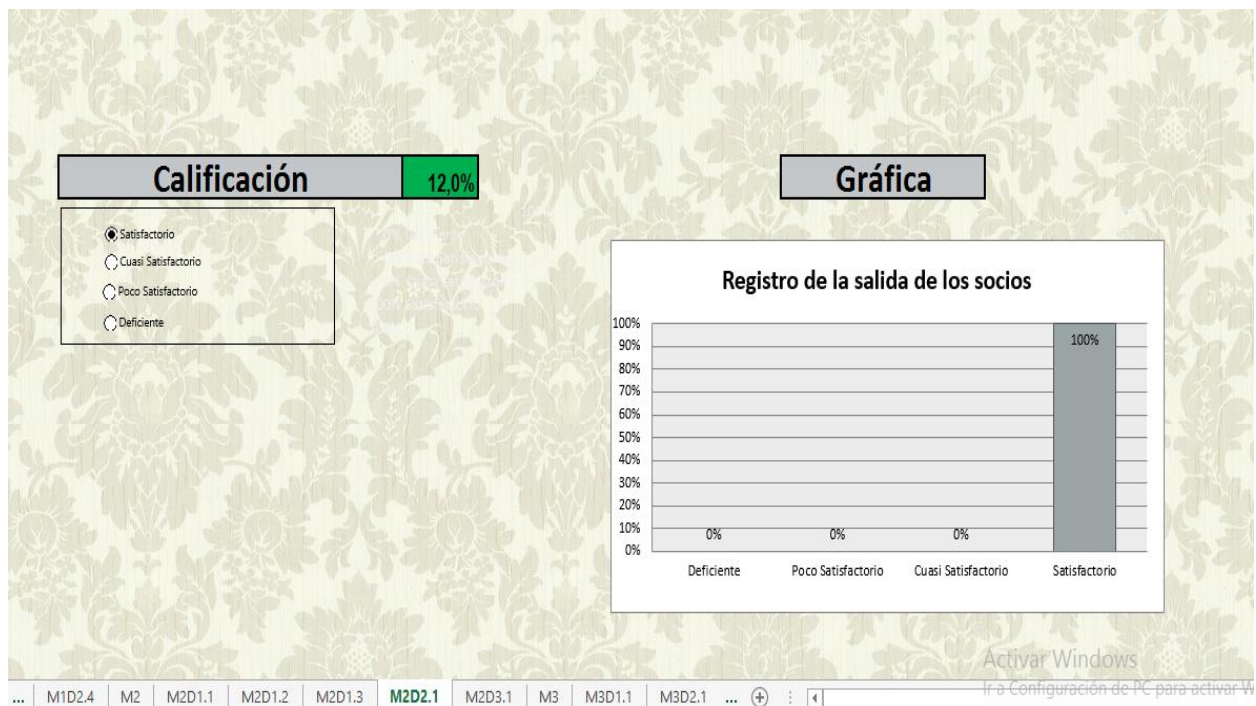 Calificación 12,0%
Gráfica
Satisfactorio
Cuasi Satisfactorio
Poco Satisfactorio
Deficiente
Registro de la salida de los socios
100%
90%
80%
70%
60%
50%
40%
30%
20%
10%
0%
100%
0% 0% 0%
Deficiente Poco Satisfactorio Cuasi Satisfactorio Satisfactorio
Activar Windows
Ir a Configuración de PC para activar W
... M1D2.4 M2 M2D1.1 M2D1.2 M2D1.3 M2D2.1 M2D3.1 M3 M3D1.1 M3D2.1 ...